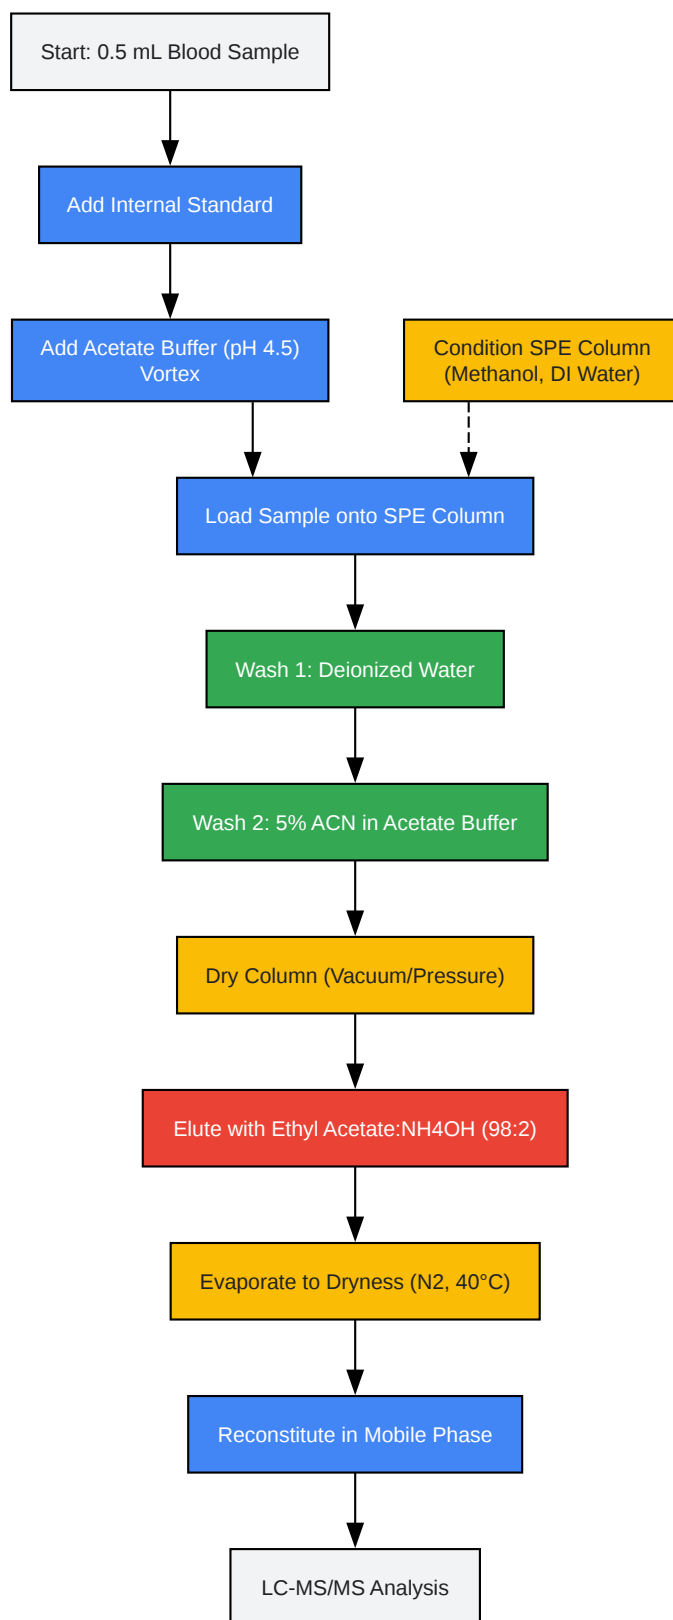 Start: 0.5 mL Blood Sample
Add Internal Standard
Add Acetate Buffer (pH 4.5)
Vortex
Condition SPE Column
(Methanol, DI Water)
Load Sample onto SPE Column
Wash 1: Deionized Water
Wash 2: 5% ACN in Acetate Buffer
Dry Column (Vacuum/Pressure)
Elute with Ethyl Acetate:NH4OH (98:2)
Evaporate to Dryness (N2, 40°C)
Reconstitute in Mobile Phase
LC-MS/MS Analysis